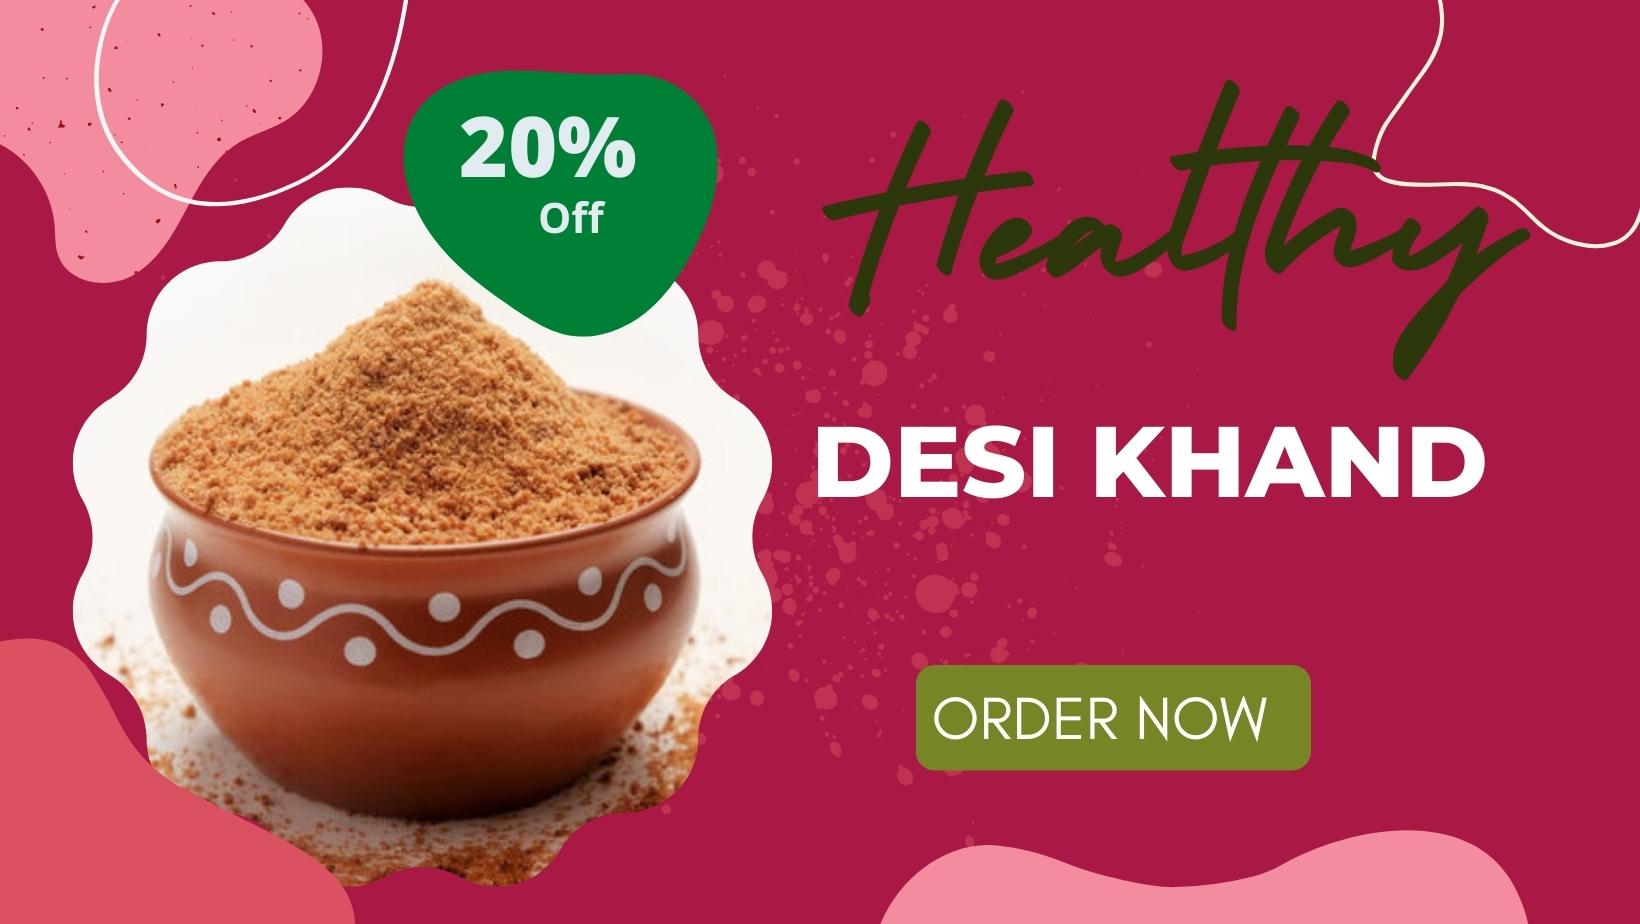 20%
Off
Healthy
DESI KHAND
ORDER NOW